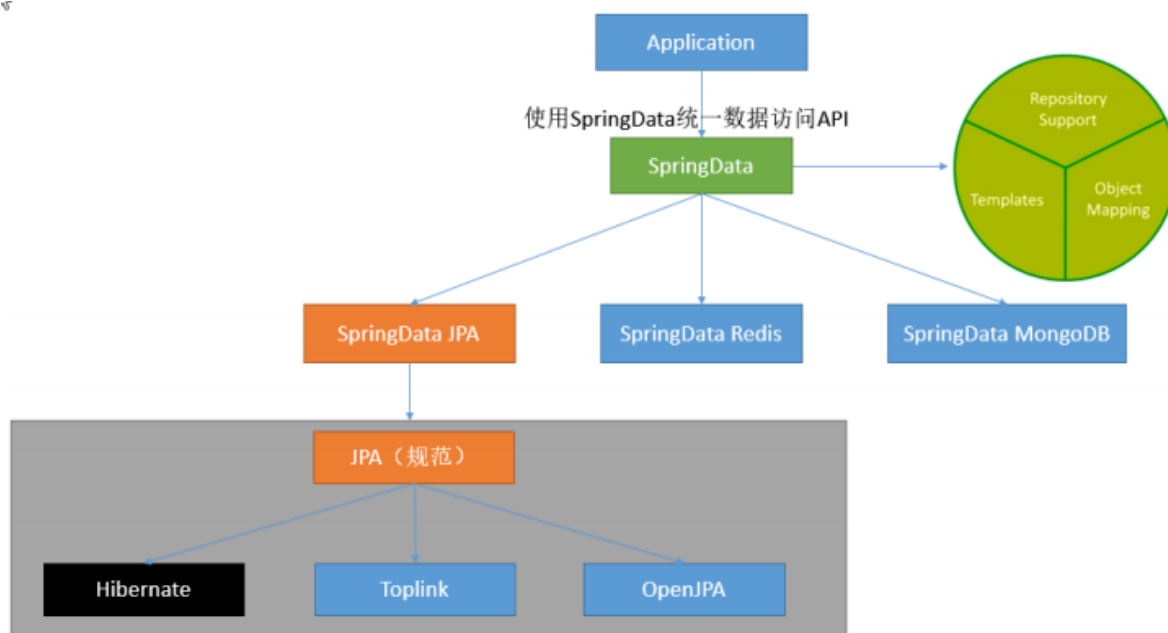 Application
使用SpringData统一数据访问API
Repository
Support
SpringData
Templates
Object
Mapping
SpringData JPA
SpringData Redis
SpringData MongoDB
JPA（规范）
Hibernate
Toplink
OpenJPA